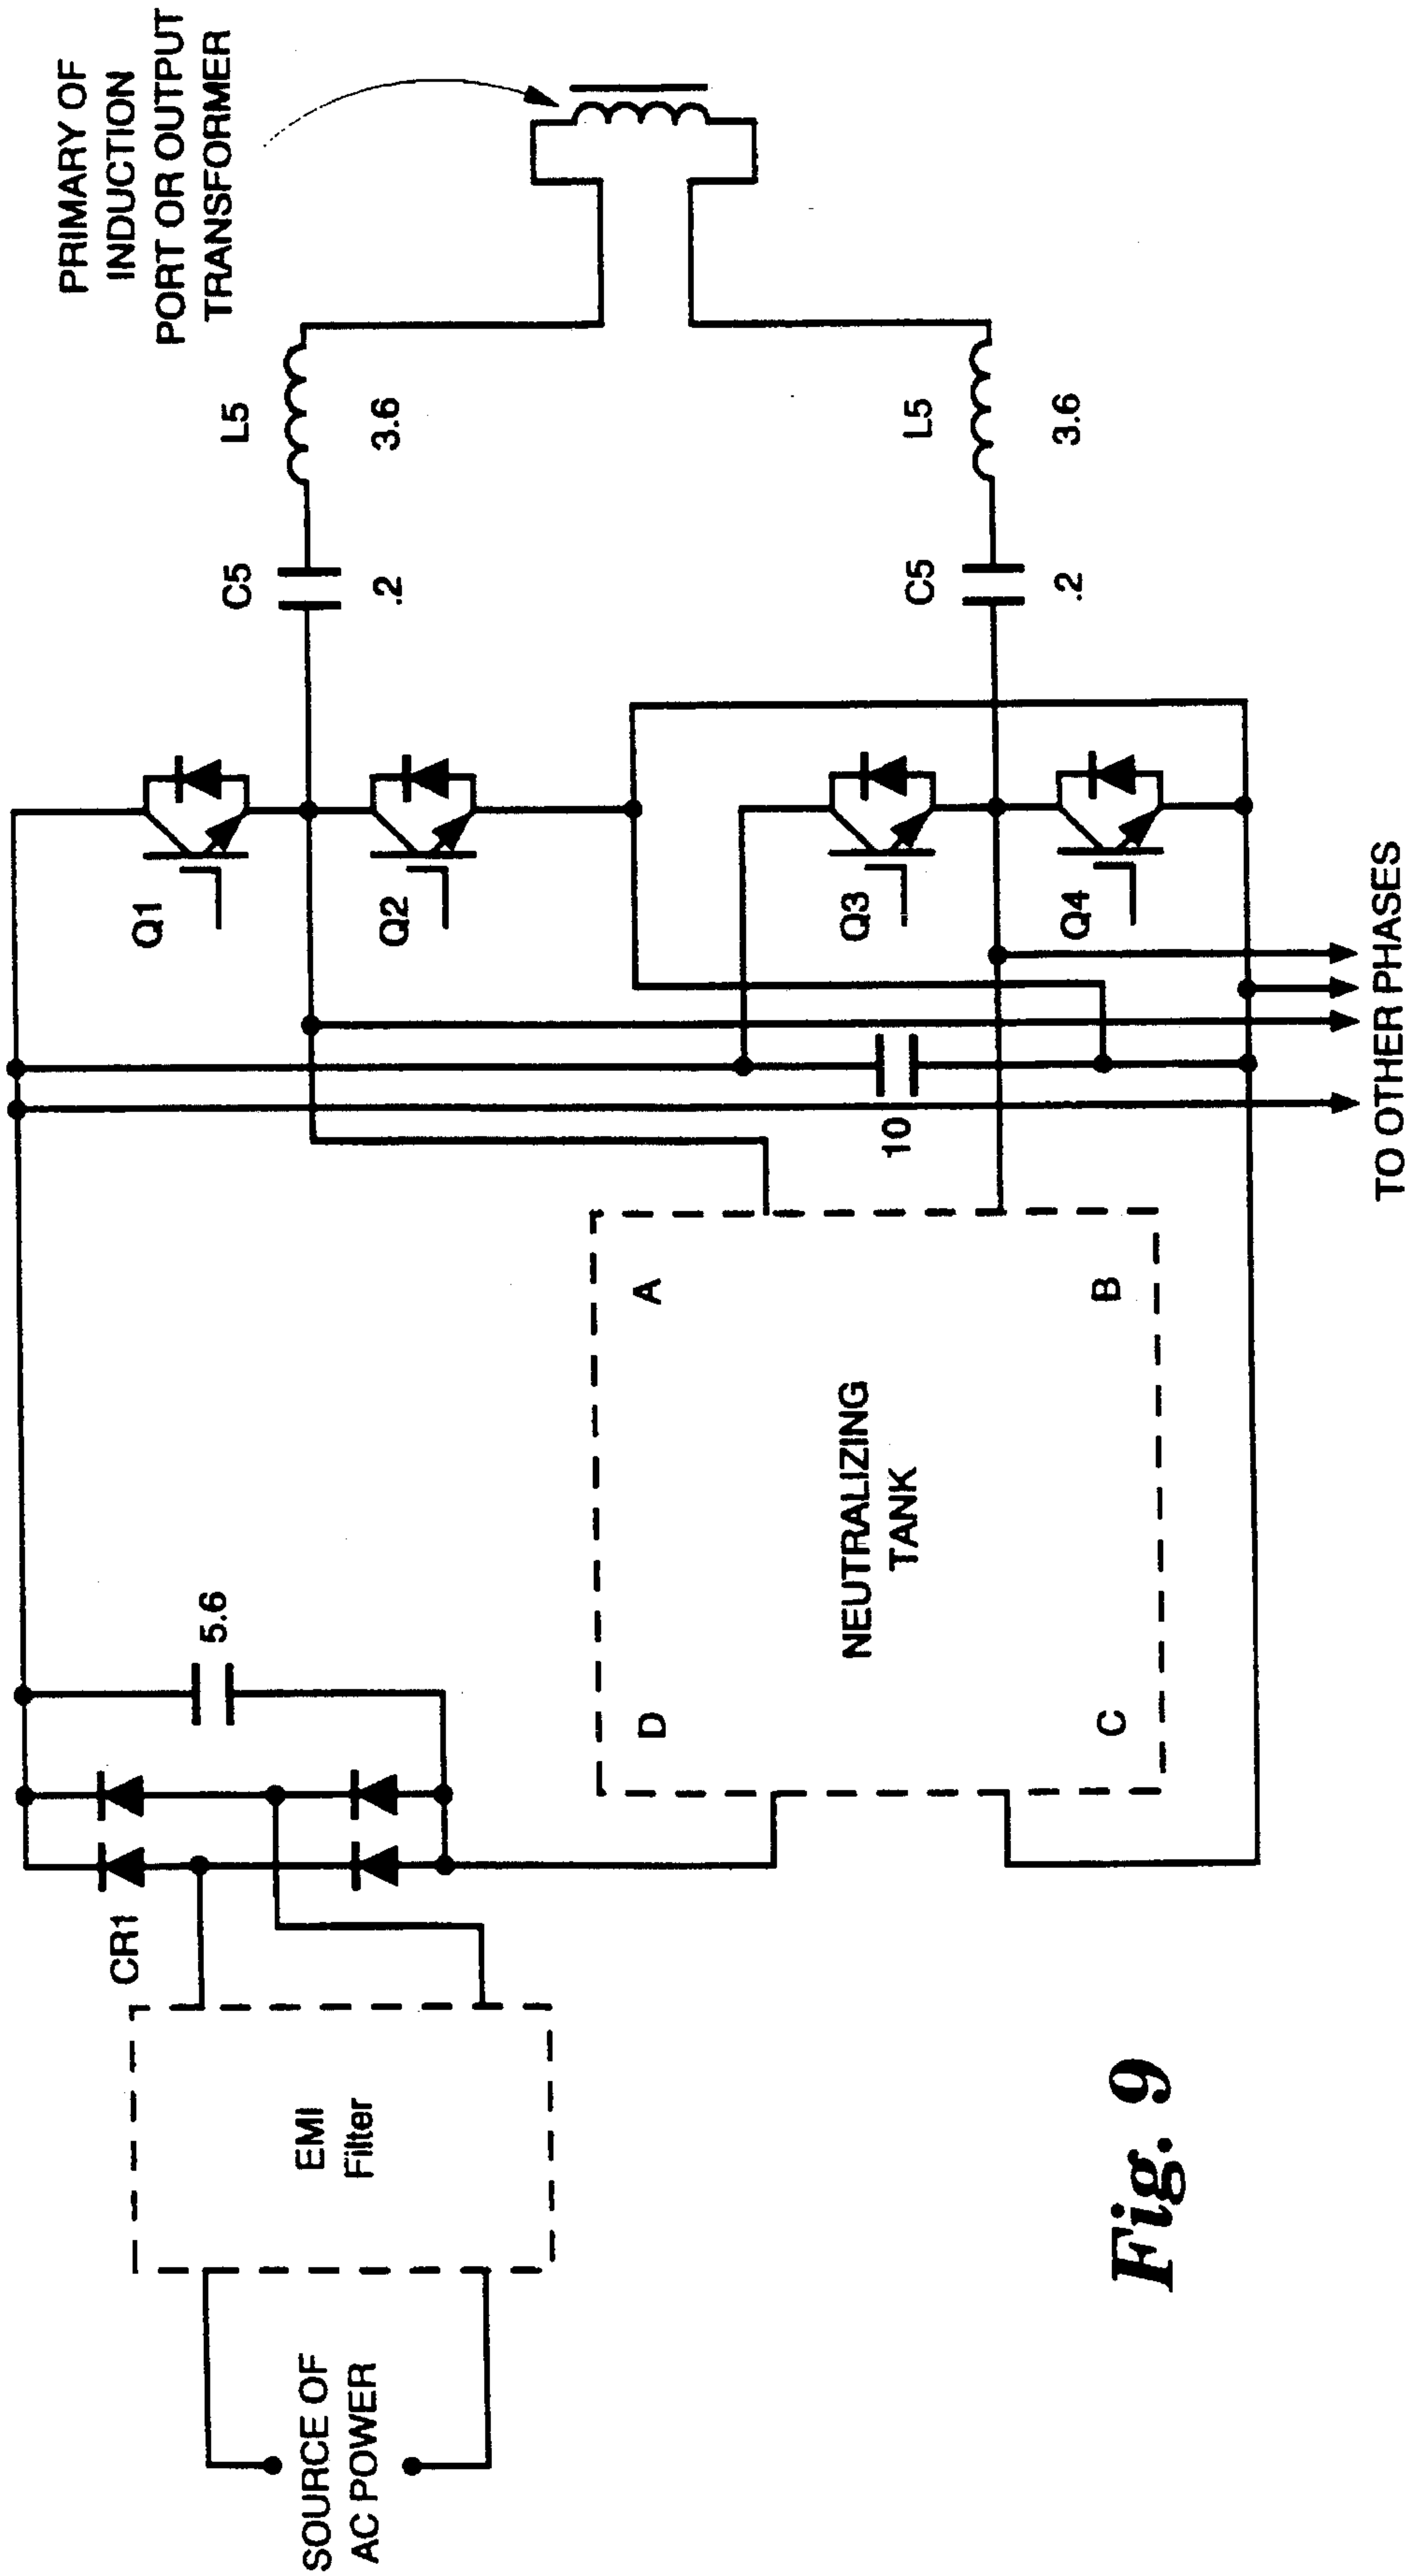 PRIMARY OF
INDUCTION
PORT OR OUTPUT
TRANSFORMER
L5
3.6
C5
.2
L5
3.6
C5
.2
Q1
Q2
Q3
Q4
10
TO OTHER PHASES
A
B
NEUTRALIZING
TANK
D
C
5.6
CR1
EMI
Filter
SOURCE OF
AC POWER
Fig. 9